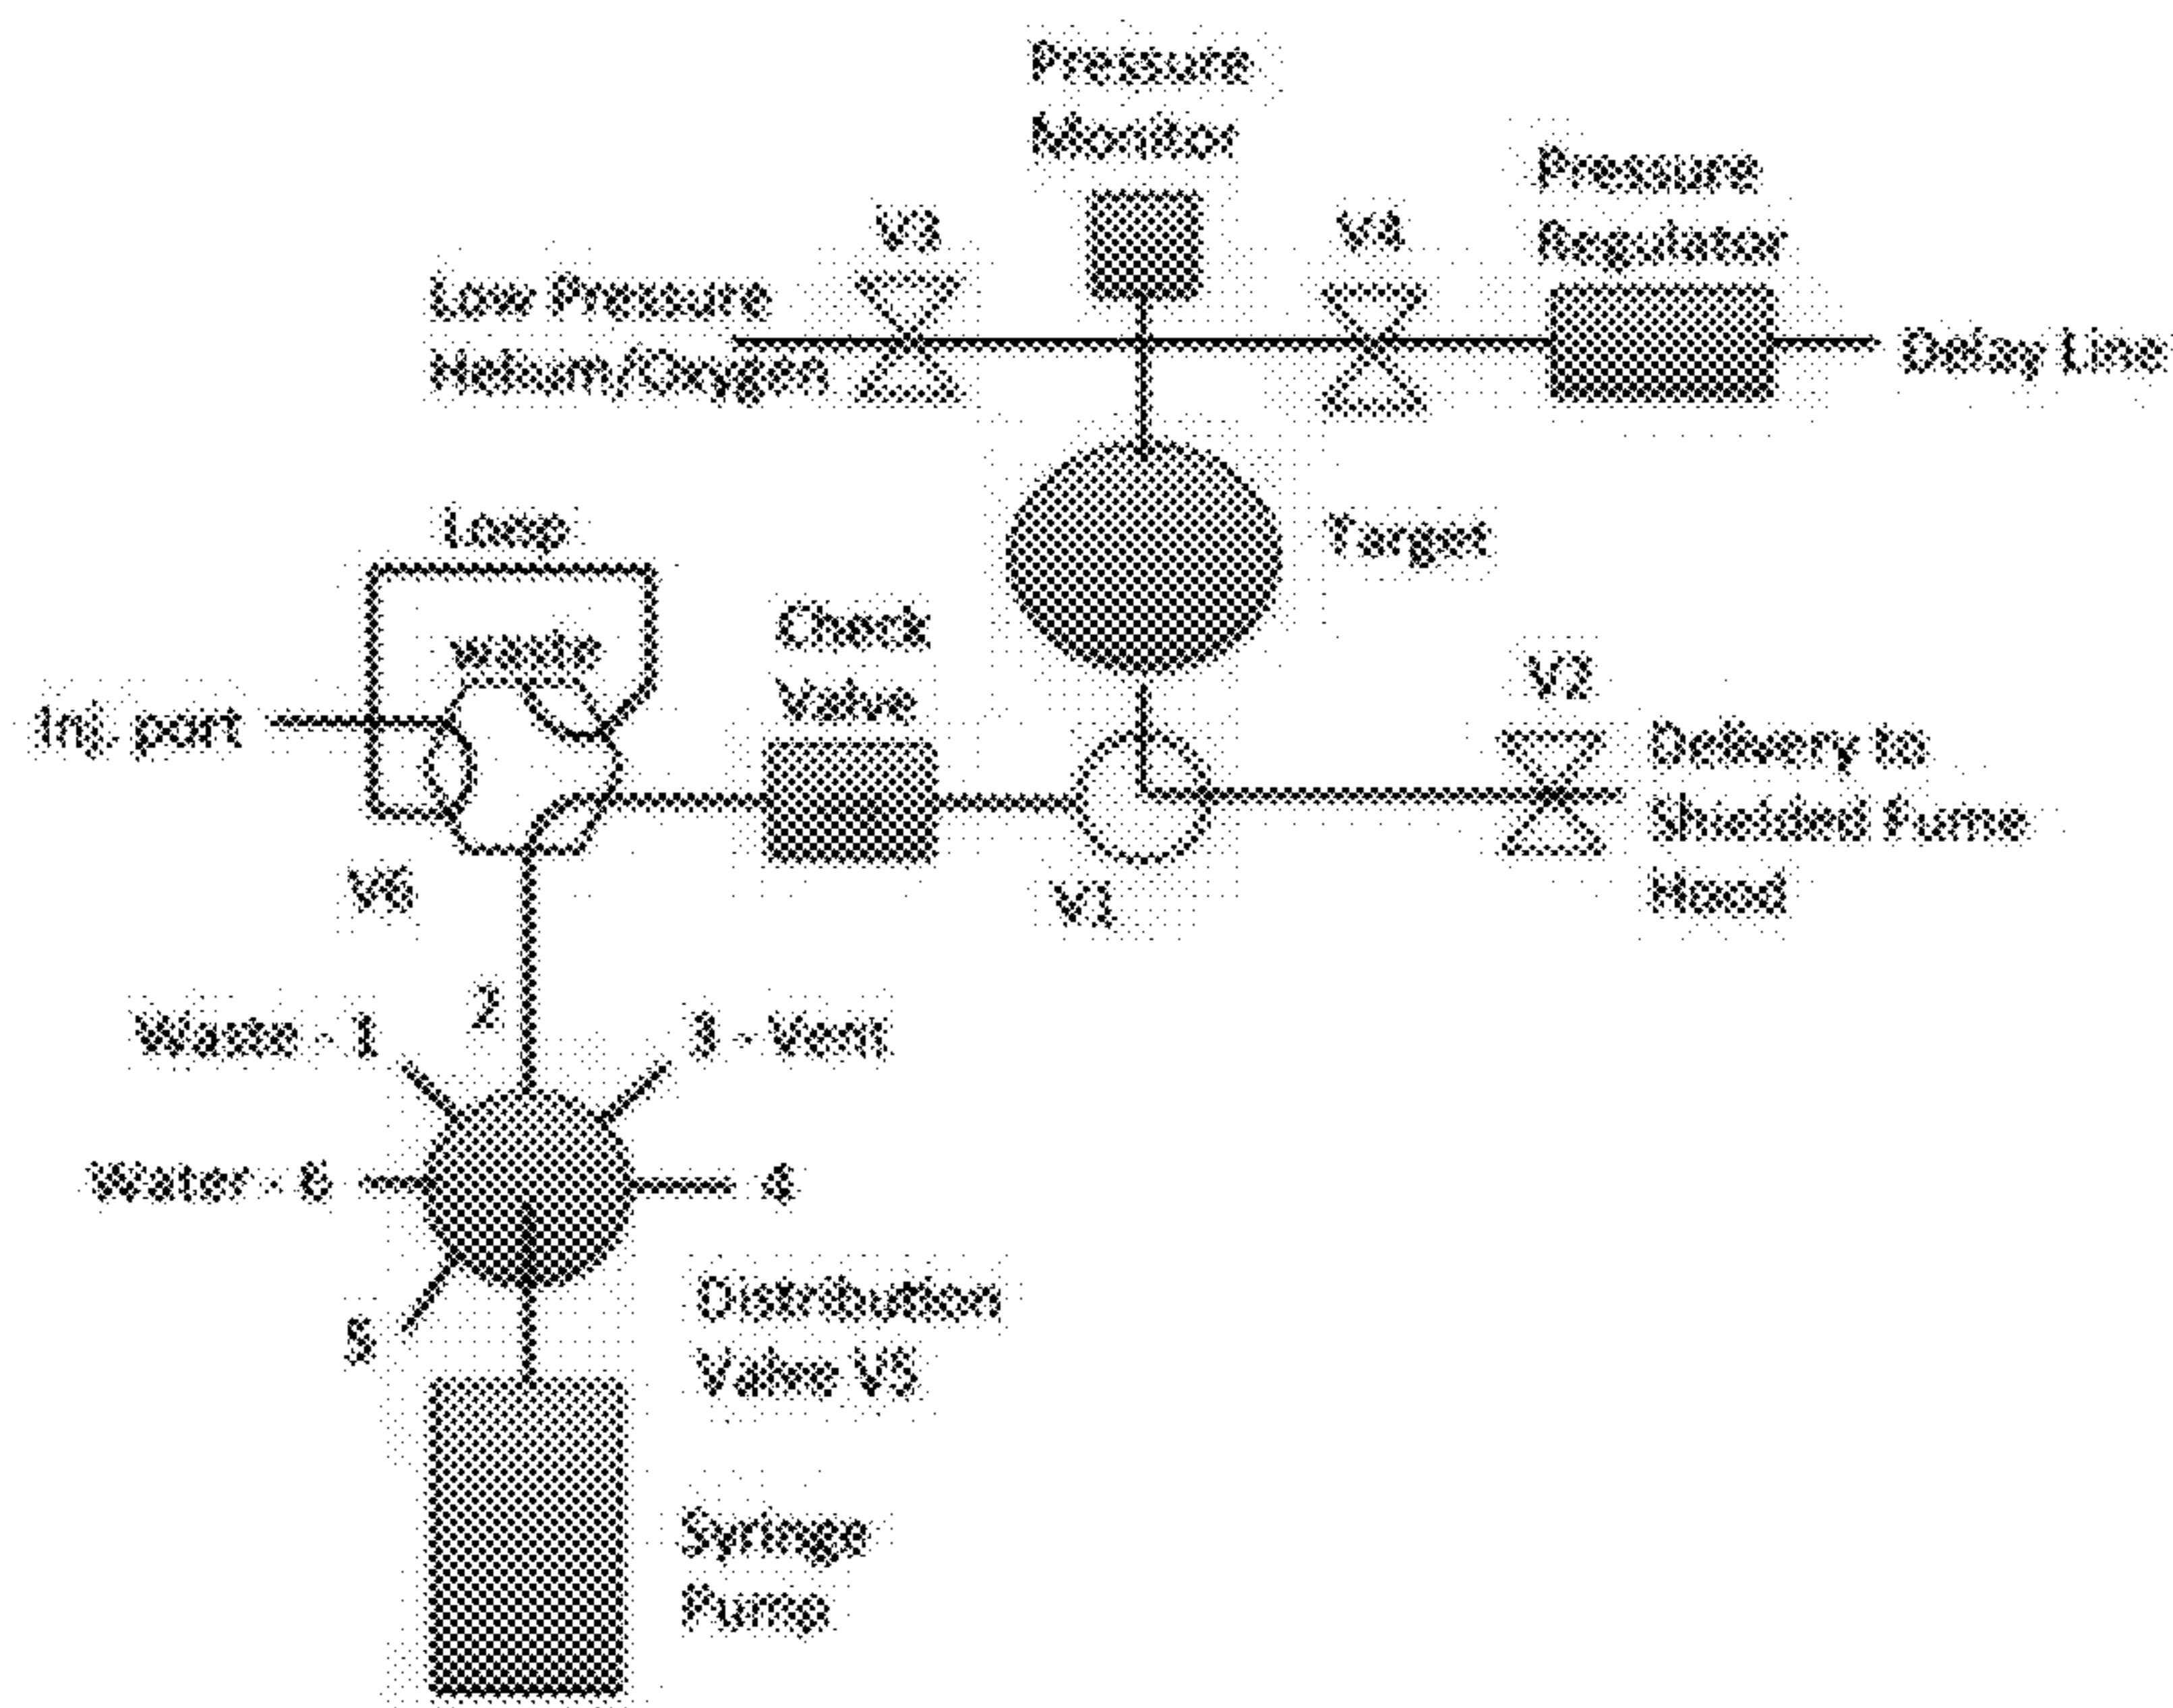 Pressure
Monitor
Pressure
Regulator
V3
V4
Low Pressure
Helium/Oxygen
Delay Line
Loop
Target
waste
Check
Valve
V2
Inj. port
Delivery to
Shielded Fume
Hood
V6
V1
2
Waste - 1
3 - Vent
Water - 6
4
5
Distribution
Valve V5
Syringe
Pump